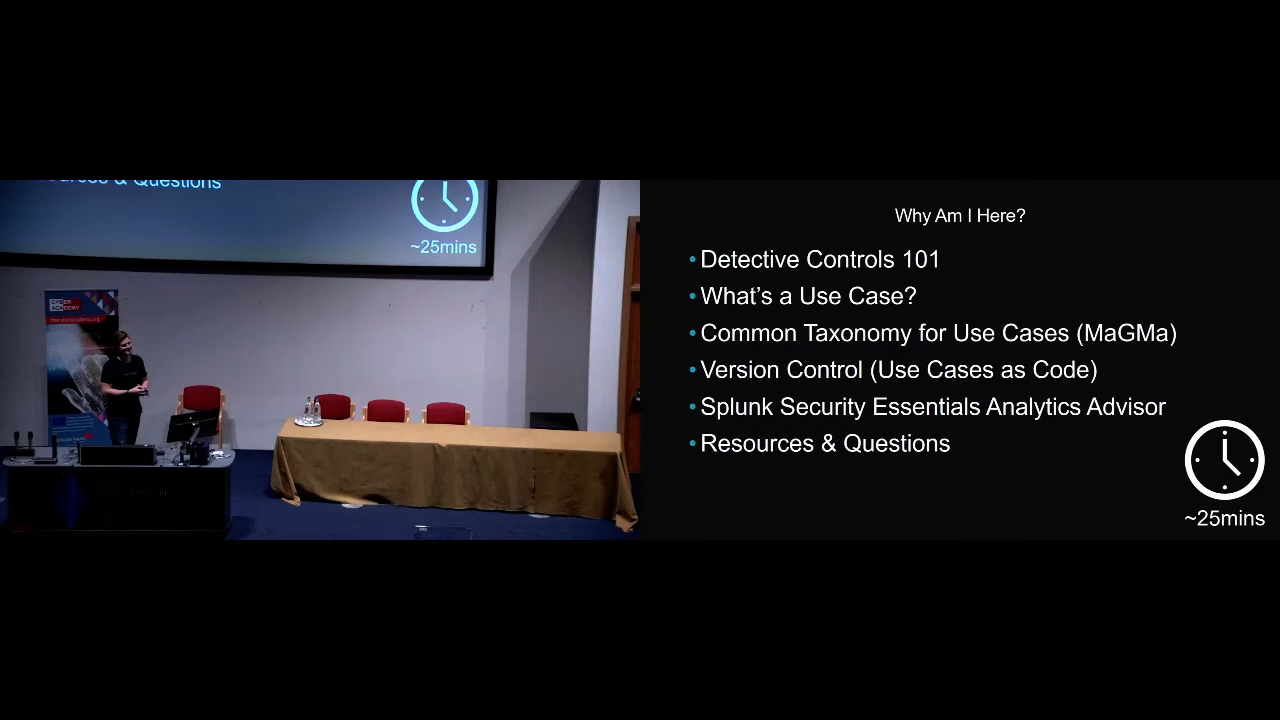 & Questions
~25mins
Why Am I Here?
• Detective Controls 101
• What's a Use Case?
• Common Taxonomy for Use Cases (MaGMa)
• Version Control (Use Cases as Code)
• Splunk Security Essentials Analytics Advisor
• Resources & Questions
~25mins